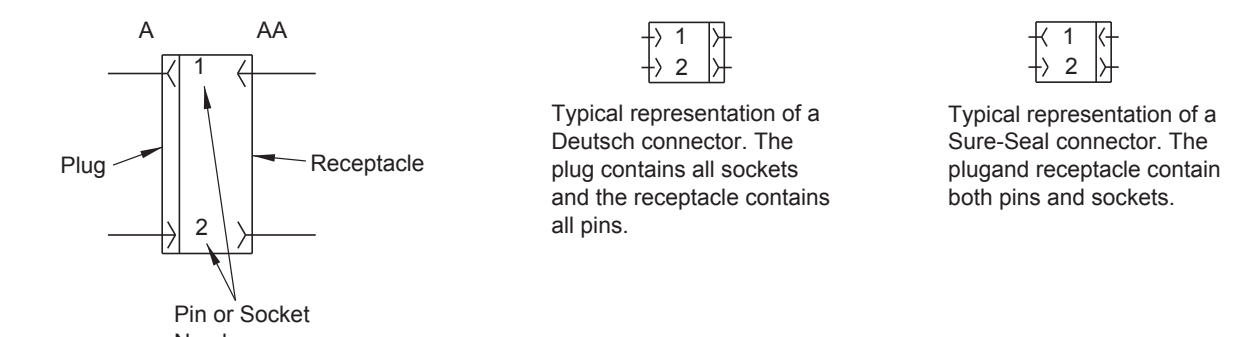 A AA
1
2
Plug
Receptacle
Pin or Socket
1
2
Typical representation of a
Deutsch connector. The
plug contains all sockets
and the receptacle contains
all pins.
1
2
Typical representation of a
Sure-Seal connector. The
plugand receptacle contain
both pins and sockets.